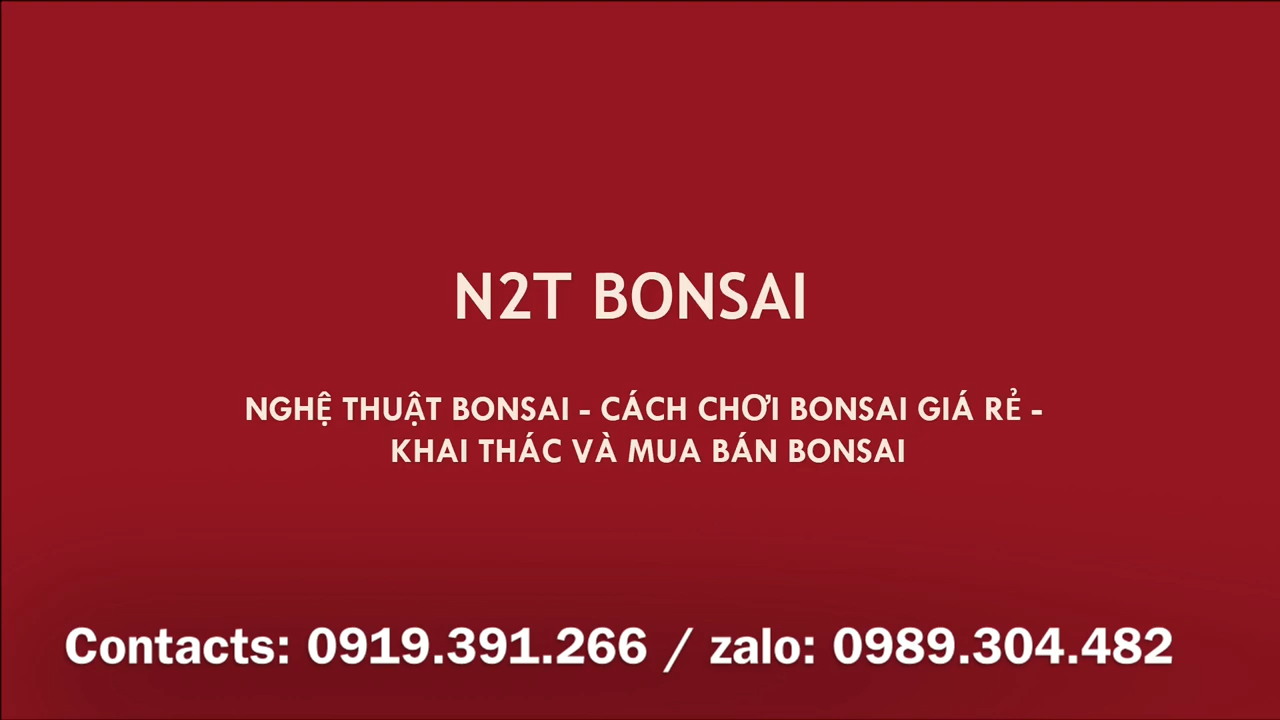 N2T BONSAI
NGHỆ THUẬT BONSAI - CÁCH CHƠI BONSAI GIÁ RẺ -
KHAI THÁC VÀ MUA BÁN BONSAI
Contacts: 0919.391.266 / zalo: 0989.304.482